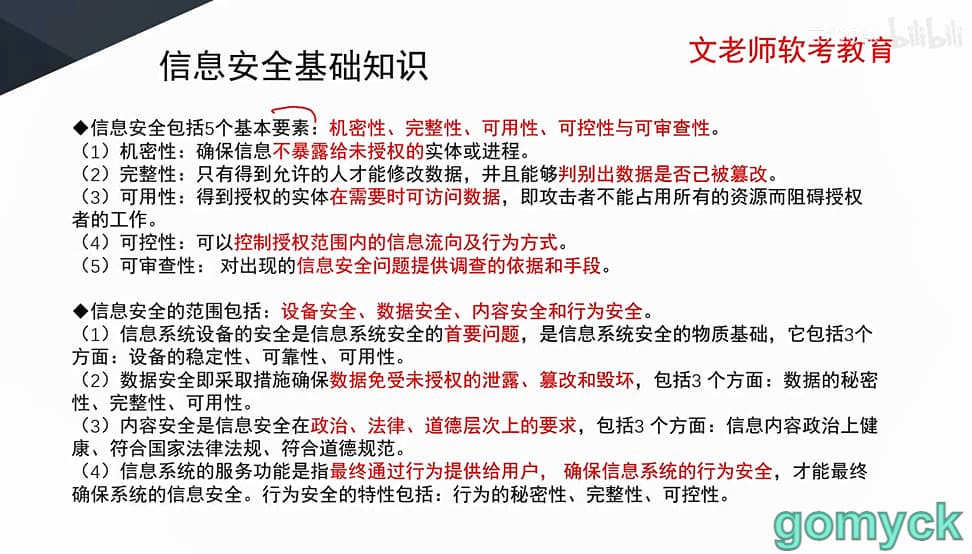 bilibili
文老师软考教育
信息安全基础知识
◆信息安全包括5个基本要素：机密性、完整性、可用性、可控性与可审查性。
（1）机密性：确保信息不暴露给未授权的实体或进程。
（2）完整性：只有得到允许的人才能修改数据，并且能够判别出数据是否已被篡改。
（3）可用性：得到授权的实体在需要时可访问数据，即攻击者不能占用所有的资源而阻碍授权
者的工作。
（4）可控性：可以控制授权范围内的信息流向及行为方式。
（5）可审查性： 对出现的信息安全问题提供调查的依据和手段。
◆信息安全的范围包括：设备安全、数据安全、内容安全和行为安全。
（1）信息系统设备的安全是信息系统安全的首要问题，是信息系统安全的物质基础，它包括3个
方面：设备的稳定性、可靠性、可用性。
（2）数据安全即采取措施确保数据免受未授权的泄露、篡改和毁坏，包括3 个方面：数据的秘密
性、完整性、可用性。
（3）内容安全是信息安全在政治、法律、道德层次上的要求，包括3 个方面：信息内容政治上健
康、符合国家法律法规、符合道德规范。
（4）信息系统的服务功能是指最终通过行为提供给用户， 确保信息系统的行为安全，才能最终
确保系统的信息安全。行为安全的特性包括：行为的秘密性、完整性、可控性。
gomyck